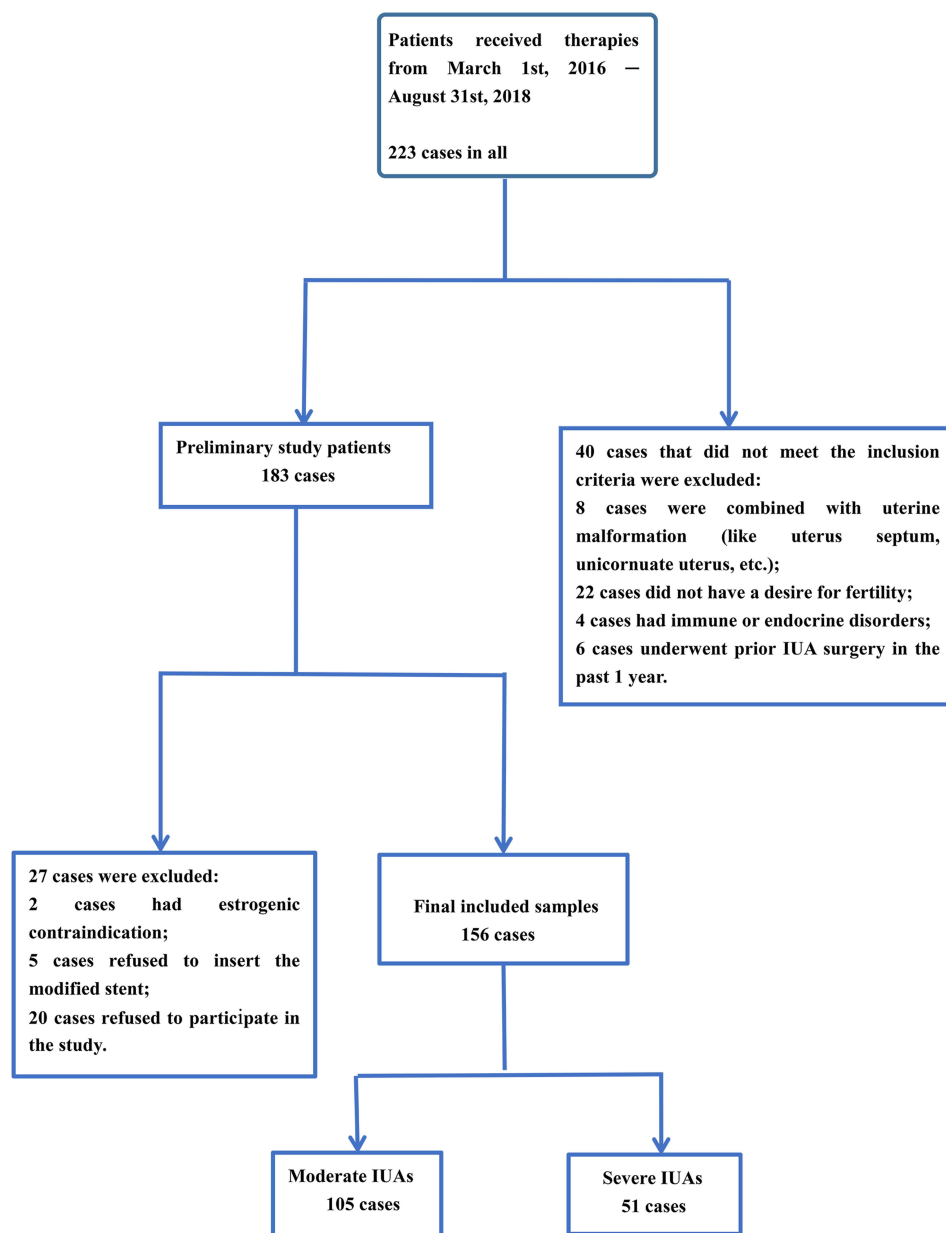 Patients received therapies
from March 1st, 2016 —
August 31st, 2018
223 cases in all
Preliminary study patients
183 cases
40 cases that did not meet the inclusion
criteria were excluded:
8 cases were combined with uterine
malformation (like uterus septum,
unicornuate uterus, etc.);
22 cases did not have a desire for fertility;
4 cases had immune or endocrine disorders;
6 cases underwent prior IUA surgery in the
past 1 year.
27 cases were excluded:
2 cases had estrogenic
contraindication;
5 cases refused to insert the
modified stent;
20 cases refused to participate in
the study.
Final included samples
156 cases
Moderate IUAs
105 cases
Severe IUAs
51 cases